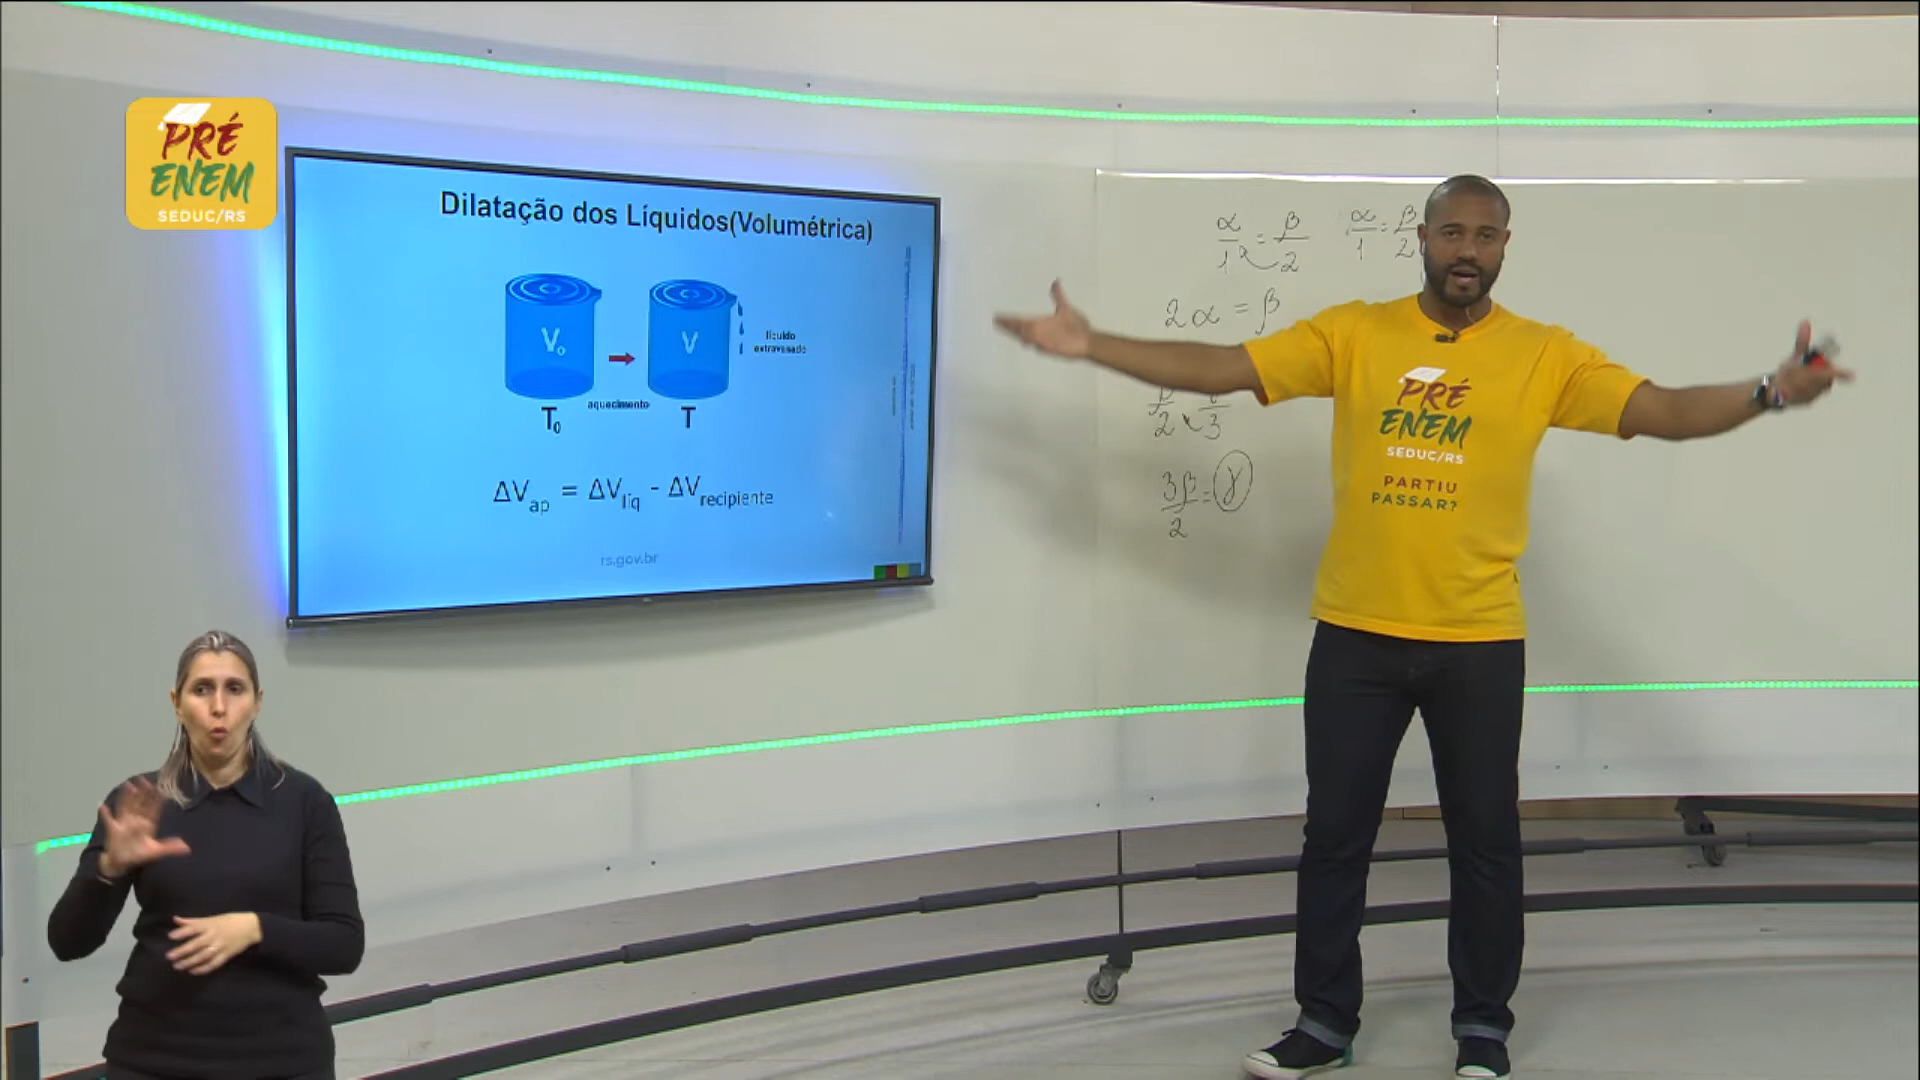 PRÉ
ENEM
SEDUC/RS
Dilatação dos Líquidos(Volumétrica)
V₀
V
líquido
extravasado
aquecimento
T₀
T
ΔVap = ΔVlíq - ΔVrecipiente
rs.gov.br
α/1 = β/2
α/1 = β/2
2α = β
3β/2 = γ
PRÉ
ENEM
SEDUC/RS
PARTIU
PASSAR?